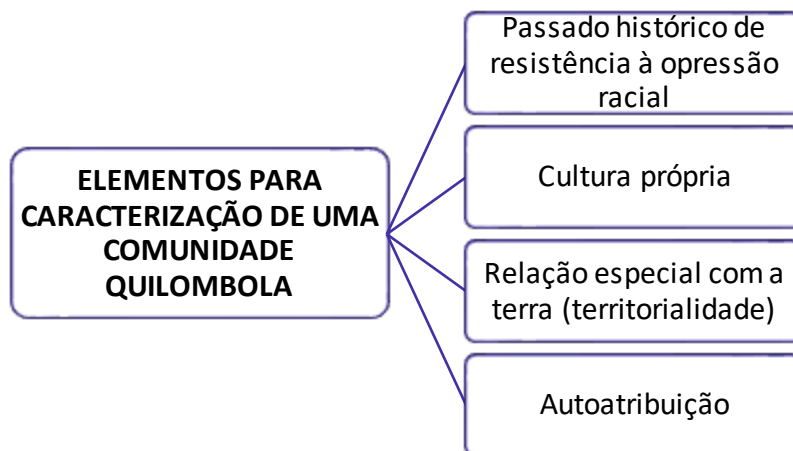 ELEMENTOS PARA
CARACTERIZAÇÃO DE UMA
COMUNIDADE
QUILOMBOLA
Passado histórico de
resistência à opressão
racial
Cultura própria
Relação especial com a
terra (territorialidade)
Autoatribuição